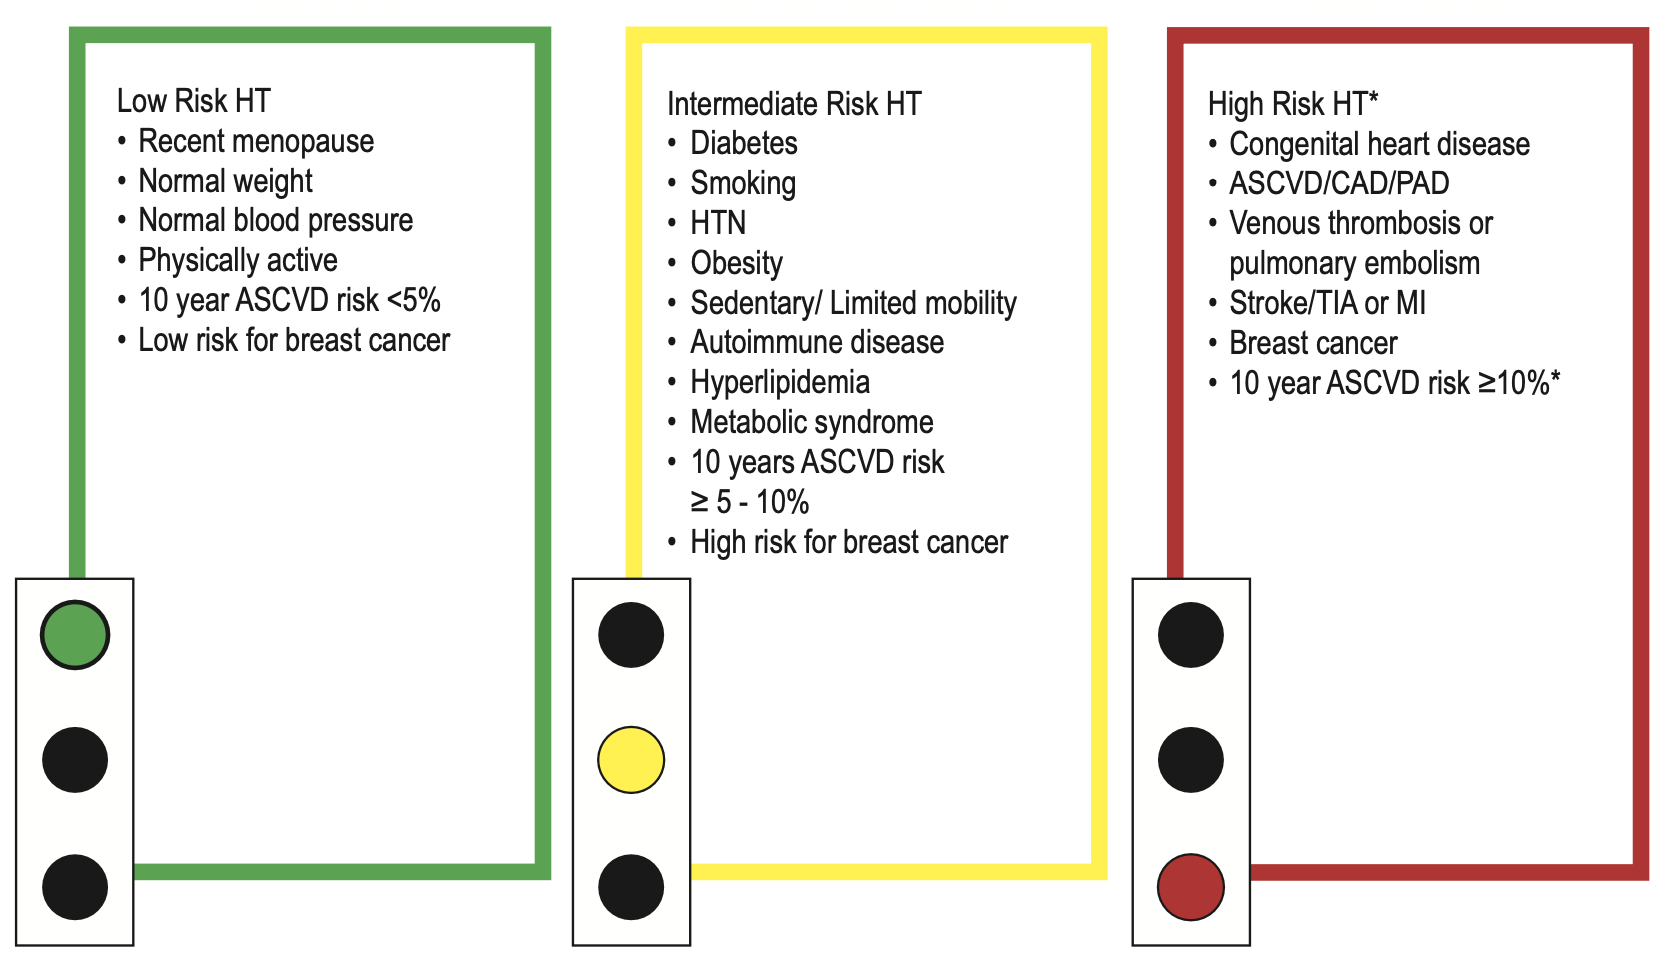 Low Risk HT
• Recent menopause
• Normal weight
• Normal blood pressure
• Physically active
• 10 year ASCVD risk <5%
• Low risk for breast cancer
Intermediate Risk HT
• Diabetes
• Smoking
• HTN
• Obesity
• Sedentary/ Limited mobility
• Autoimmune disease
• Hyperlipidemia
• Metabolic syndrome
• 10 years ASCVD risk
≥ 5 - 10%
• High risk for breast cancer
High Risk HT*
• Congenital heart disease
• ASCVD/CAD/PAD
• Venous thrombosis or
pulmonary embolism
• Stroke/TIA or MI
• Breast cancer
• 10 year ASCVD risk ≥10%*